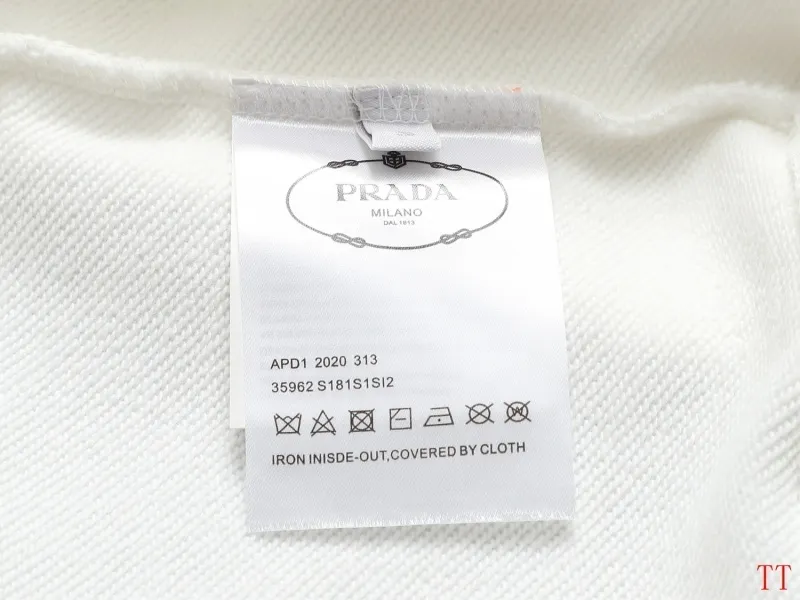 PRADA
MILANO
DAL 1913
APD1 2020 313
35962 S181S1SI2
W
IRON INISDE-OUT,COVERED BY CLOTH
TT